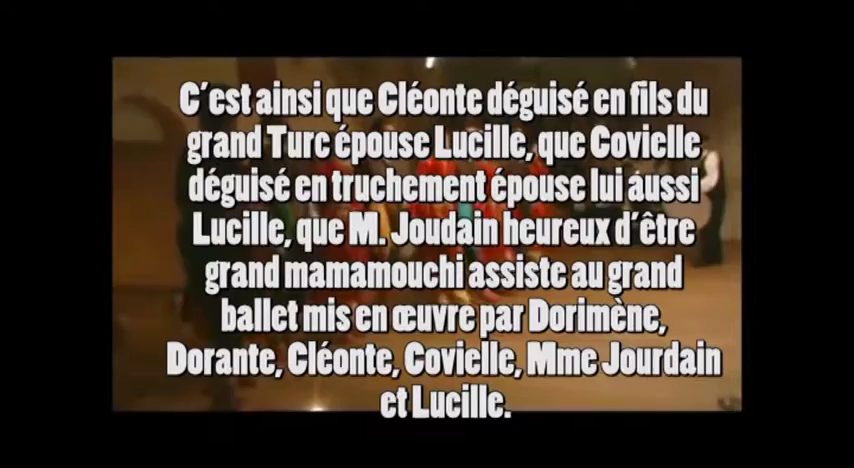 C'est ainsi que Cléonte déguisé en fils du
grand Turc épouse Lucille, que Covielle
déguisé en truchement épouse lui aussi
Lucille, que M. Joudain heureux d'être
grand mamamouchi assiste au grand
ballet mis en œuvre par Dorimène,
Dorante, Cléonte, Covielle, Mme Jourdain
et Lucille.